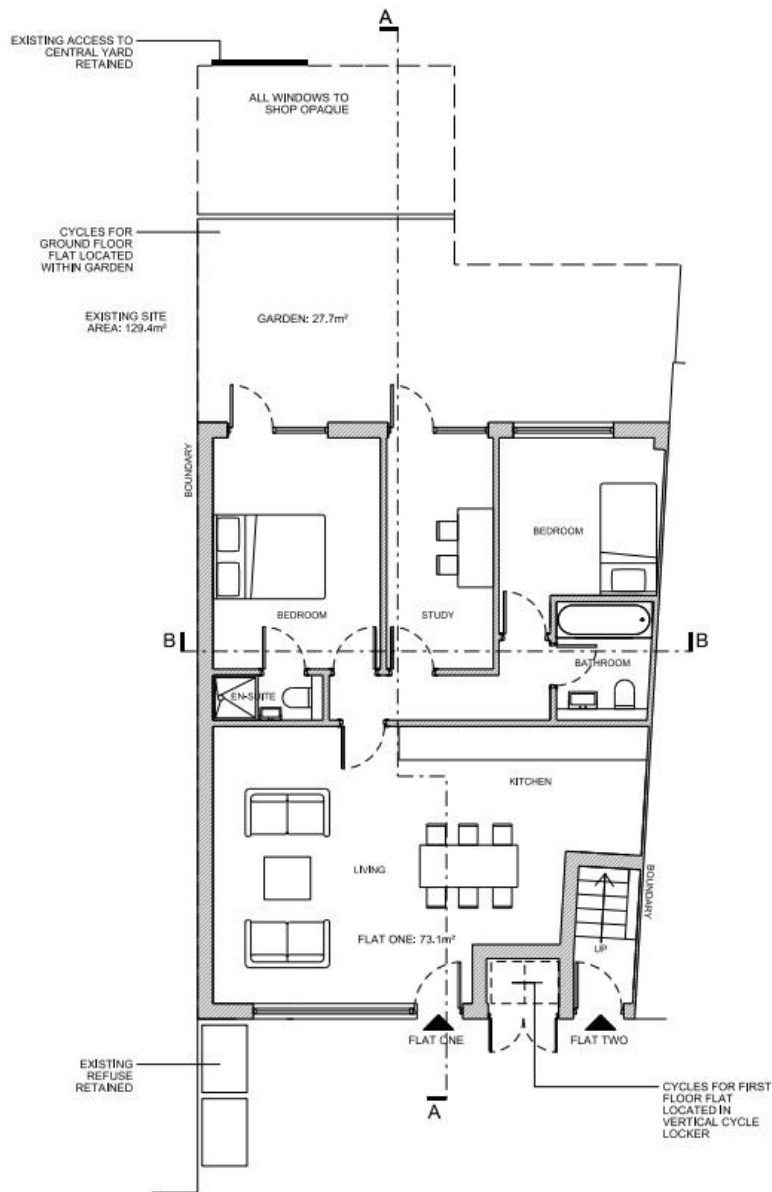 A
EXISTING ACCESS TO
CENTRAL YARD
RETAINED
ALL WINDOWS TO
SHOP OPAQUE
CYCLES FOR
GROUND FLOOR
FLAT LOCATED
WITHIN GARDEN
EXISTING SITE
AREA: 129.4m²
GARDEN: 27.7m²
BOUNDARY
BEDROOM
BEDROOM
STUDY
B
B
BATHROOM
EN-SUITE
KITCHEN
LIVING
BOUNDARY
FLAT ONE: 73.1m²
UP
FLAT ONE
FLAT TWO
EXISTING
REFUSE
RETAINED
A
CYCLES FOR FIRST
FLOOR FLAT
LOCATED IN
VERTICAL CYCLE
LOCKER